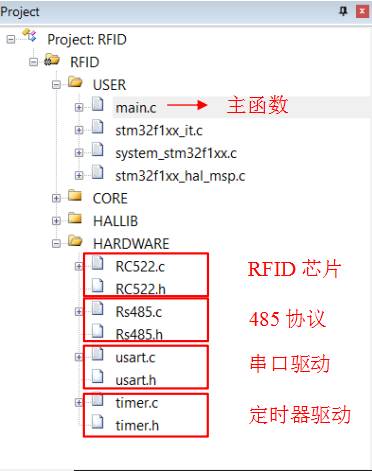 Project
Project: RFID
RFID
USER
main.c 主函数
stm32f1xx_it.c
system_stm32f1xx.c
stm32f1xx_hal_msp.c
CORE
HALLIB
HARDWARE
RC522.c
RFID 芯片
RC522.h
Rs485.c
485 协议
Rs485.h
usart.c
串口驱动
usart.h
timer.c
定时器驱动
timer.h